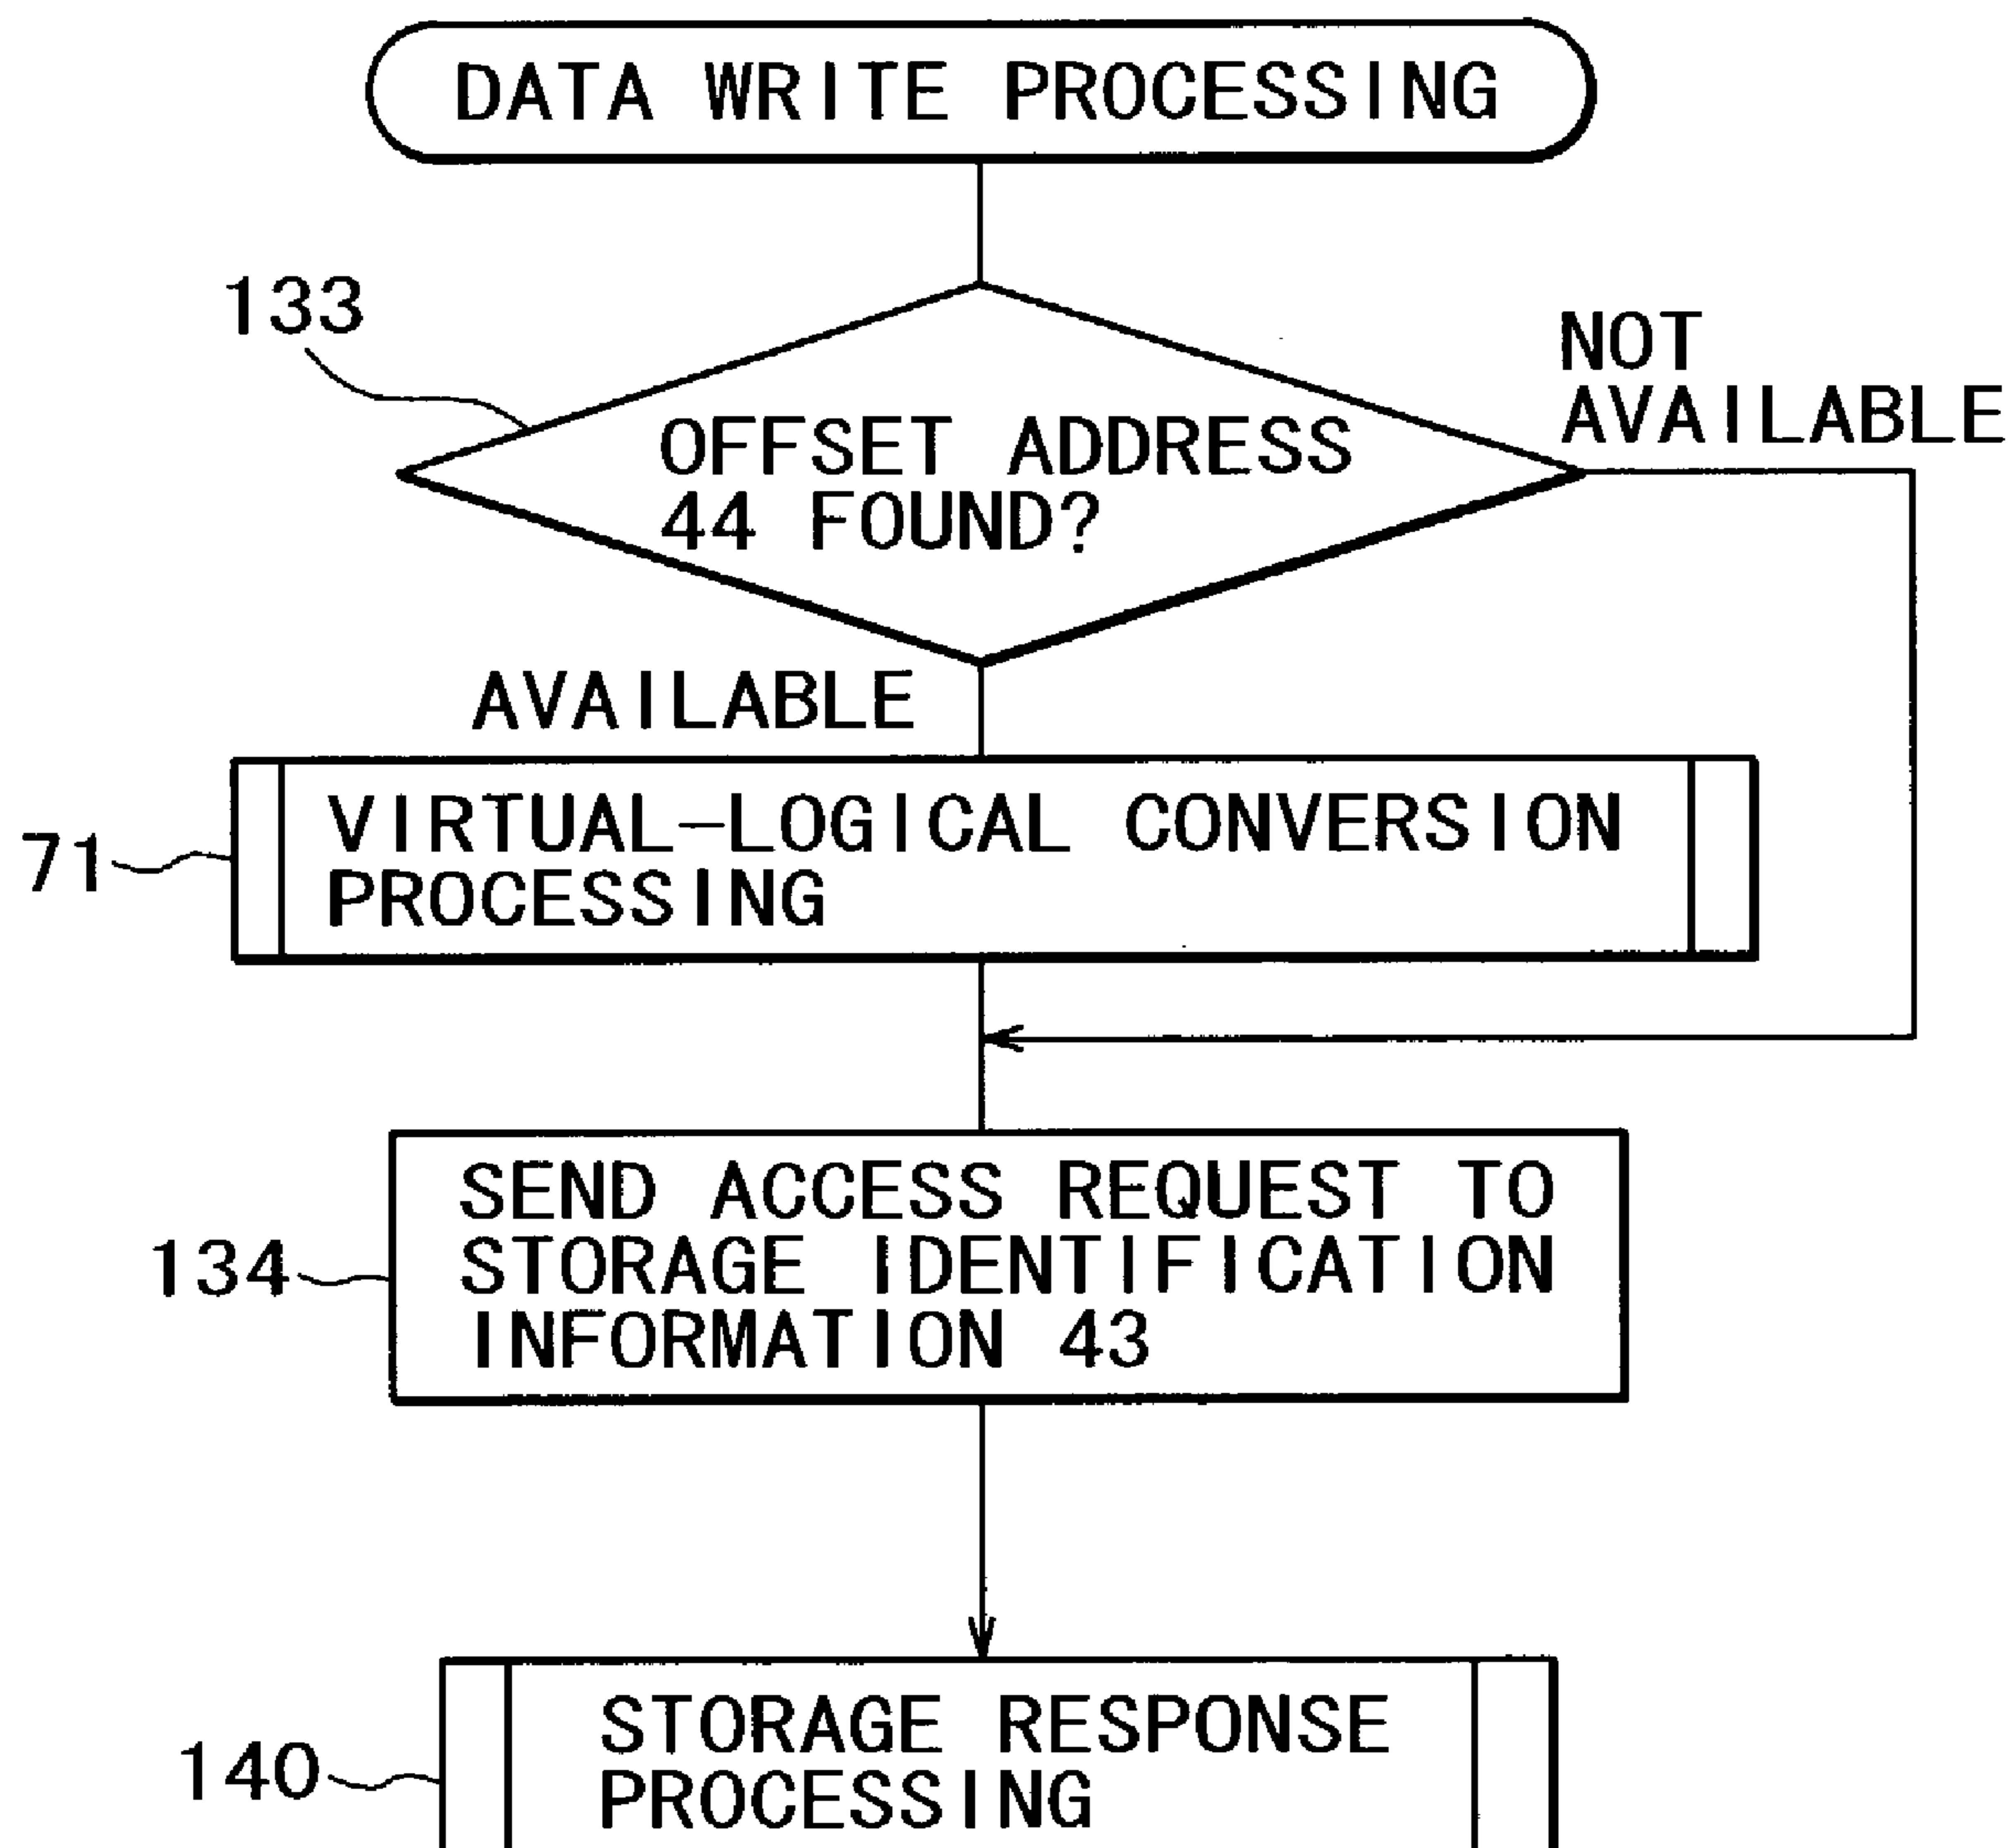 DATA WRITE PROCESSING
133
NOT
AVAILABLE
OFFSET ADDRESS
44 FOUND?
AVAILABLE
71
VIRTUAL-LOGICAL CONVERSION
PROCESSING
134
SEND ACCESS REQUEST TO
STORAGE IDENTIFICATION
INFORMATION 43
140
STORAGE RESPONSE
PROCESSING